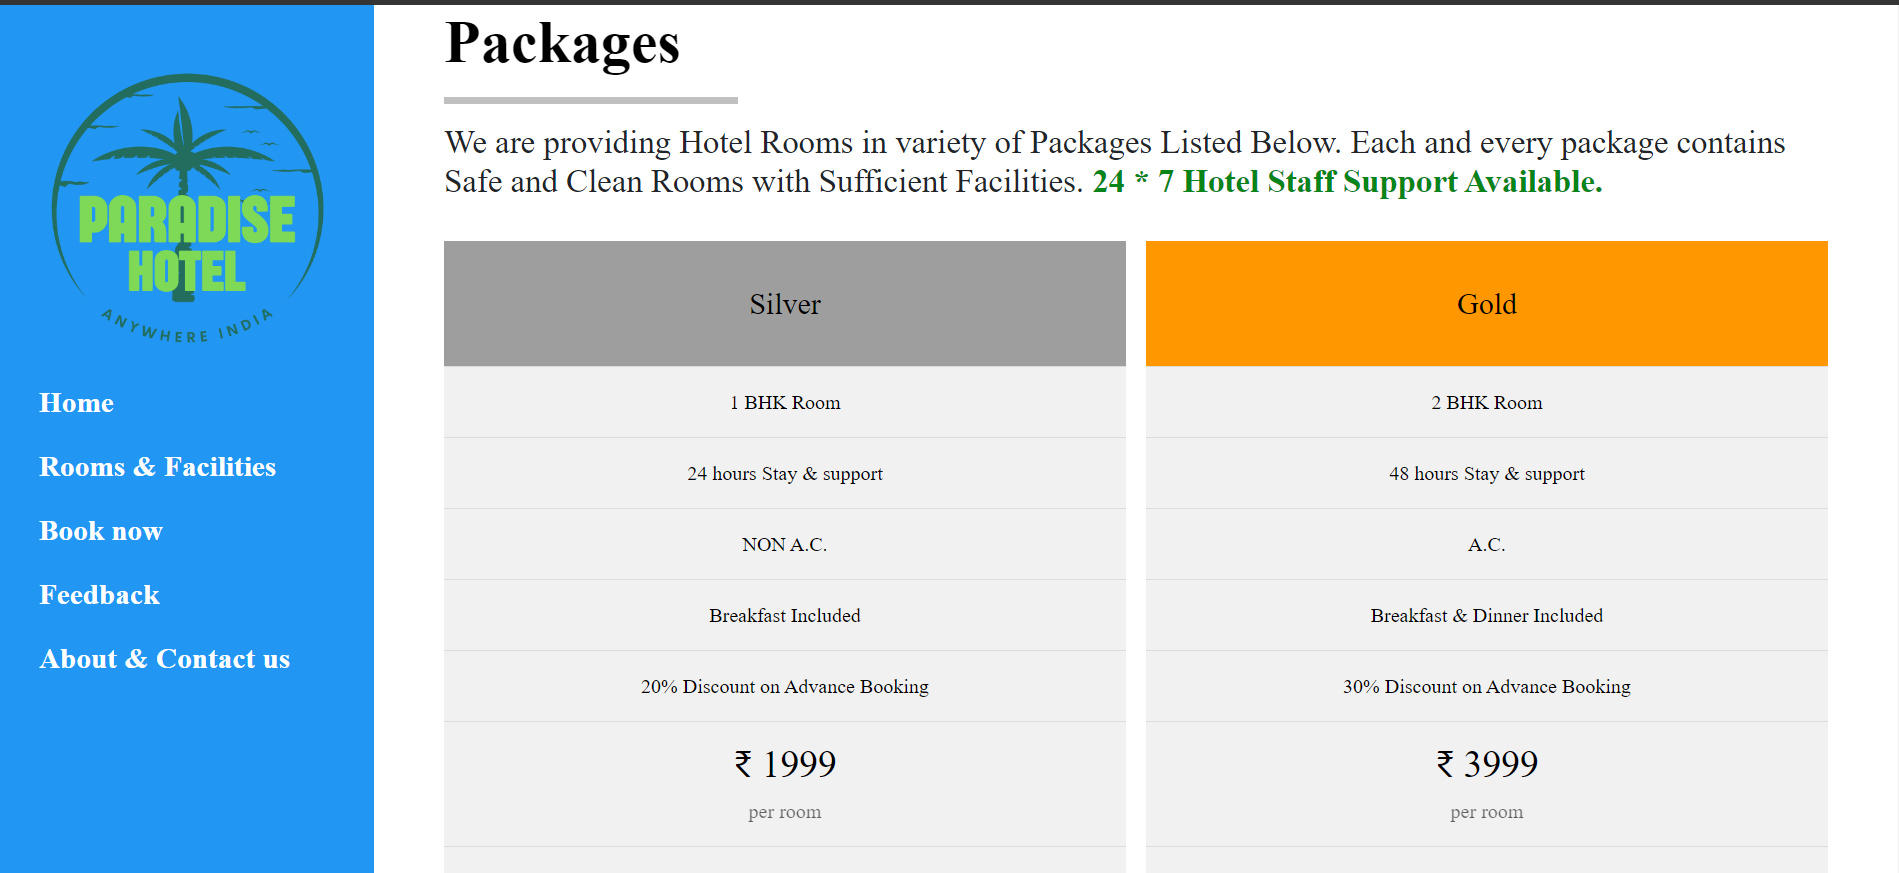 PARADISE
HOTEL
ANYWHERE INDIA
Home
Rooms & Facilities
Book now
Feedback
About & Contact us
Packages
We are providing Hotel Rooms in variety of Packages Listed Below. Each and every package contains
Safe and Clean Rooms with Sufficient Facilities. 24 * 7 Hotel Staff Support Available.
Silver
1 BHK Room
24 hours Stay & support
NON A.C.
Breakfast Included
20% Discount on Advance Booking
₹ 1999
per room
Gold
2 BHK Room
48 hours Stay & support
A.C.
Breakfast & Dinner Included
30% Discount on Advance Booking
₹ 3999
per room